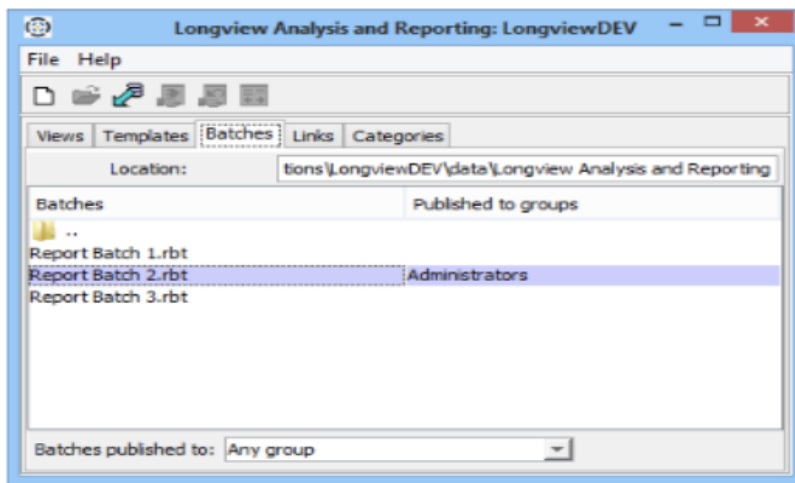 Longview Analysis and Reporting: LongviewDEV
File Help
Views Templates Batches Links Categories
Location: tions\LongviewDEV\data\Longview Analysis and Reporting
Batches Published to groups
..
Report Batch 1.rbt
Report Batch 2.rbt Administrators
Report Batch 3.rbt
Batches published to: Any group